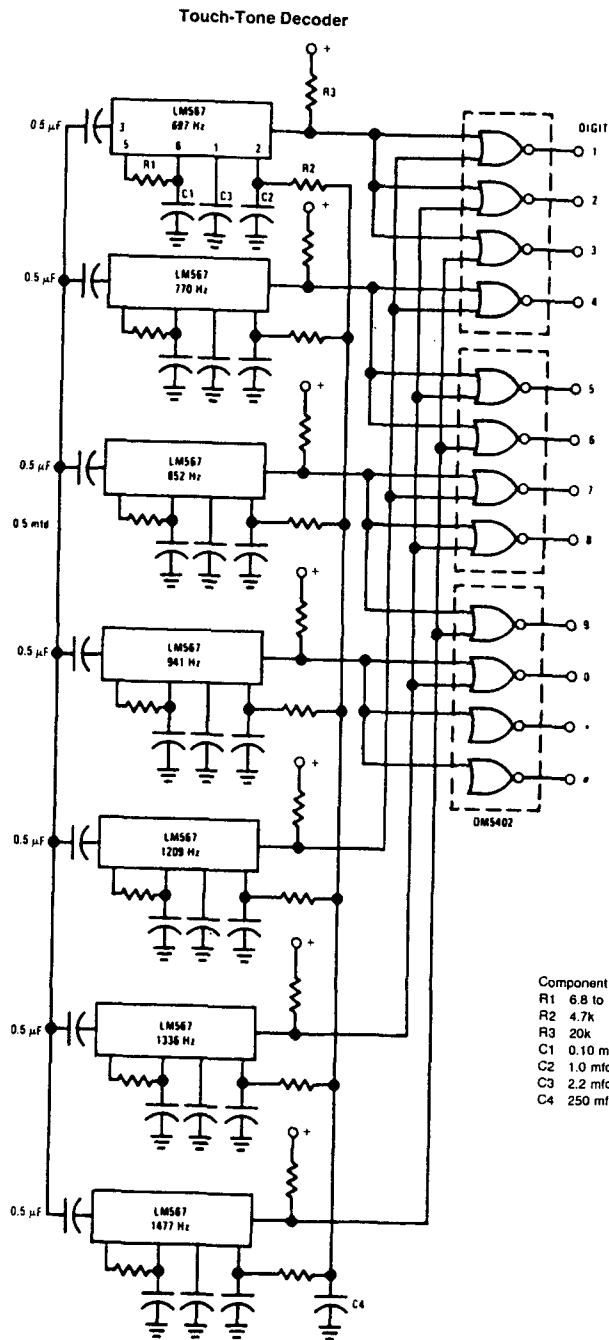 Touch-Tone Decoder
+
R3
0.5 µF
LM567
697 Hz
3
5
6
1
2
R1
C1
C3
C2
R2
DIGIT
1
2
3
4
+
0.5 µF
LM567
770 Hz
5
6
7
8
+
0.5 µF
LM567
852 Hz
0.5 mfd
+
0.5 µF
LM567
941 Hz
9
0
*
#
DM5402
+
0.5 µF
LM567
1209 Hz
+
0.5 µF
LM567
1336 Hz
Component
R1 6.8 to
R2 4.7k
R3 20k
C1 0.10 m
C2 1.0 mfd
C3 2.2 mfd
C4 250 mf
+
0.5 µF
LM567
1477 Hz
C4